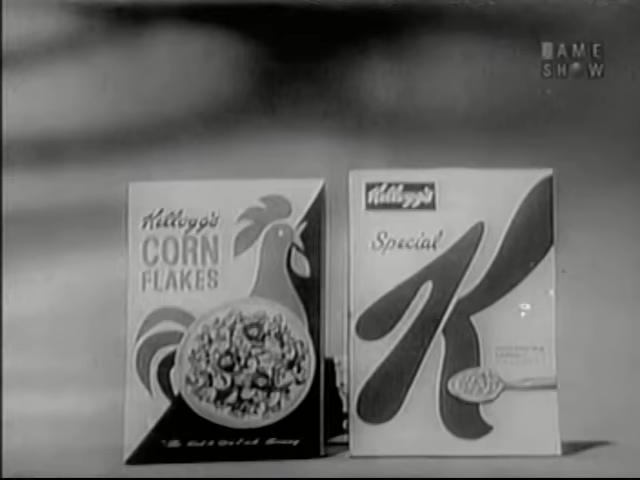 GAME
SHOW
Kellogg's
CORN
FLAKES
Kellogg's
Special
K